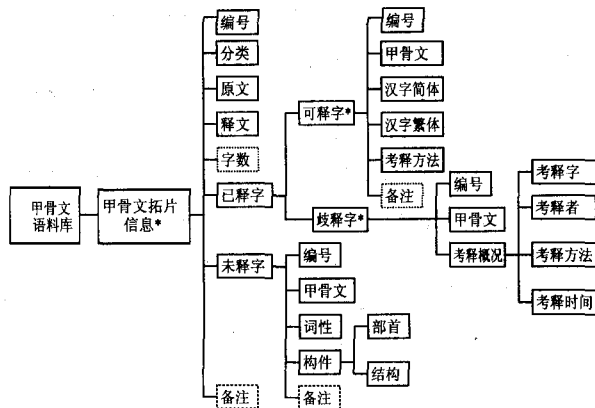 甲骨文
语料库
甲骨文拓片
信息*
编号
分类
原文
释文
字数
已释字
未释字
备注
可释字*
歧释字*
编号
甲骨文
汉字简体
汉字繁体
考释方法
备注
编号
甲骨文
考释概况
考释字
考释者
考释方法
考释时间
编号
甲骨文
词性
构件
备注
部首
结构